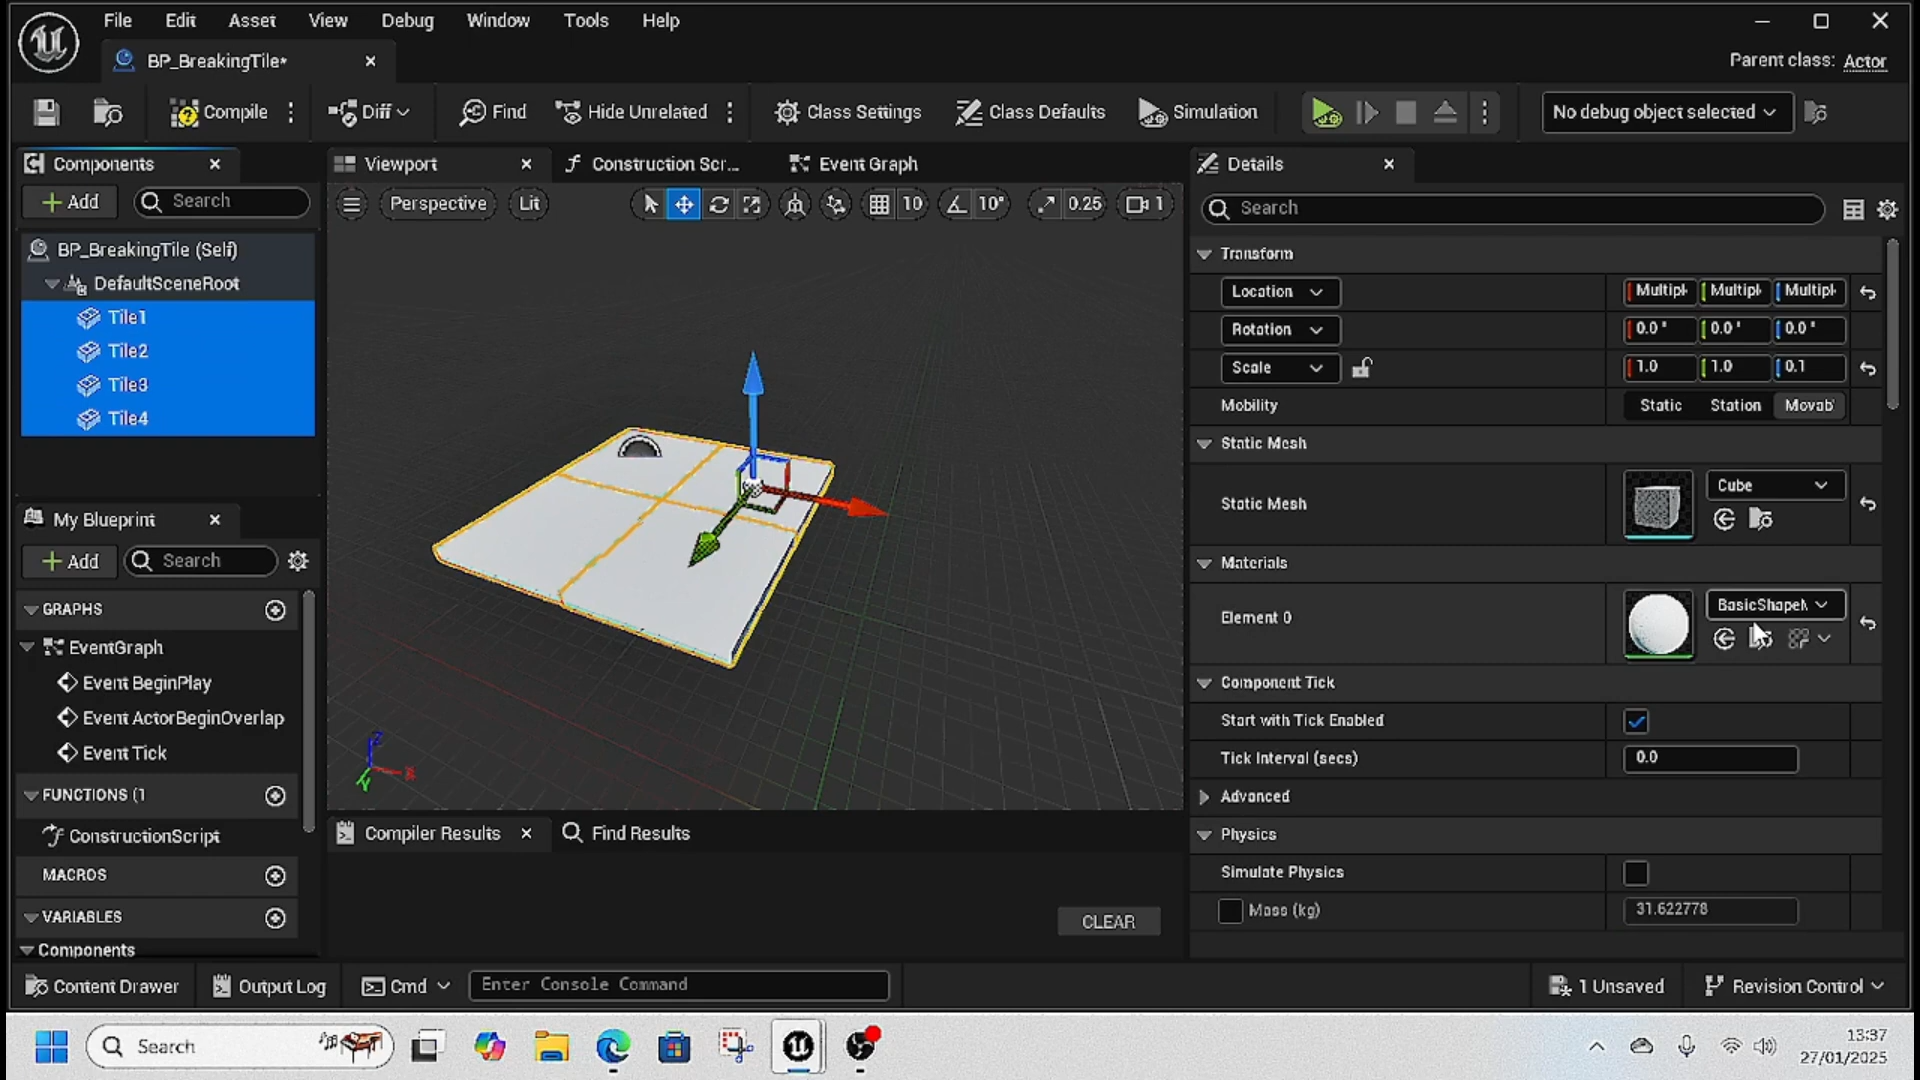 File Edit Asset View Debug Window Tools Help
BP_BreakingTile*
Parent class: Actor
Compile Diff Find Hide Unrelated Class Settings Class Defaults Simulation No debug object selected
Components
Viewport Construction Scr... Event Graph
Details
Add Search
Perspective Lit 10 10° 0.25 1
Search
BP_BreakingTile (Self)
DefaultSceneRoot
Tile1
Tile2
Tile3
Tile4
Transform
Location Multipl Multipl Multipl
Rotation 0.0 ° 0.0 ° 0.0 °
Scale 1.0 1.0 0.1
Mobility Static Station Movab
Static Mesh
Static Mesh Cube
Materials
Element 0 BasicShapeM
Component Tick
Start with Tick Enabled
Tick Interval (secs) 0.0
Advanced
Physics
Simulate Physics
Mass (kg) 31.622778
My Blueprint
Add Search
GRAPHS
EventGraph
Event BeginPlay
Event ActorBeginOverlap
Event Tick
FUNCTIONS (1
ConstructionScript
MACROS
VARIABLES
Components
Z
X
Y
Compiler Results Find Results
CLEAR
Content Drawer Output Log Cmd Enter Console Command 1 Unsaved Revision Control
Search
13:37
27/01/2025